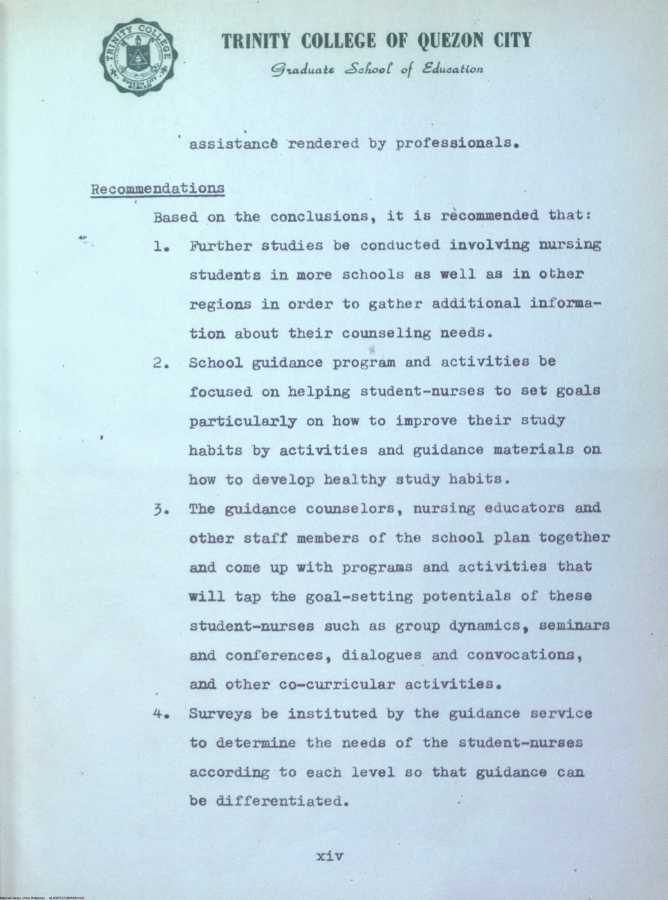 TRINITY COLLEGE
QUEZON CITY
TRINITY COLLEGE OF QUEZON CITY
Graduate School of Education
assistance rendered by professionals.
Recommendations
Based on the conclusions, it is recommended that:
1. Further studies be conducted involving nursing
students in more schools as well as in other
regions in order to gather additional informa-
tion about their counseling needs.
2. School guidance program and activities be
focused on helping student-nurses to set goals
particularly on how to improve their study
habits by activities and guidance materials on
how to develop healthy study habits.
3. The guidance counselors, nursing educators and
other staff members of the school plan together
and come up with programs and activities that
will tap the goal-setting potentials of these
student-nurses such as group dynamics, seminars
and conferences, dialogues and convocations,
and other co-curricular activities.
4. Surveys be instituted by the guidance service
to determine the needs of the student-nurses
according to each level so that guidance can
be differentiated.
xiv